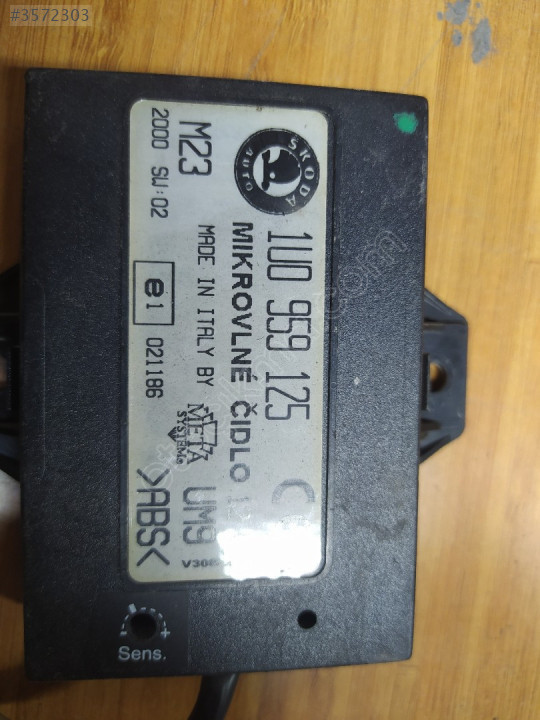 #3572303
ŠKODA
AUTO
1U0 959 125
MIKROVLNÉ ČIDLO
M23
MADE IN ITALY BY
META
SYSTEM
UM9
2000 SW:02
e1
021186
>ABS<
Sens.
+